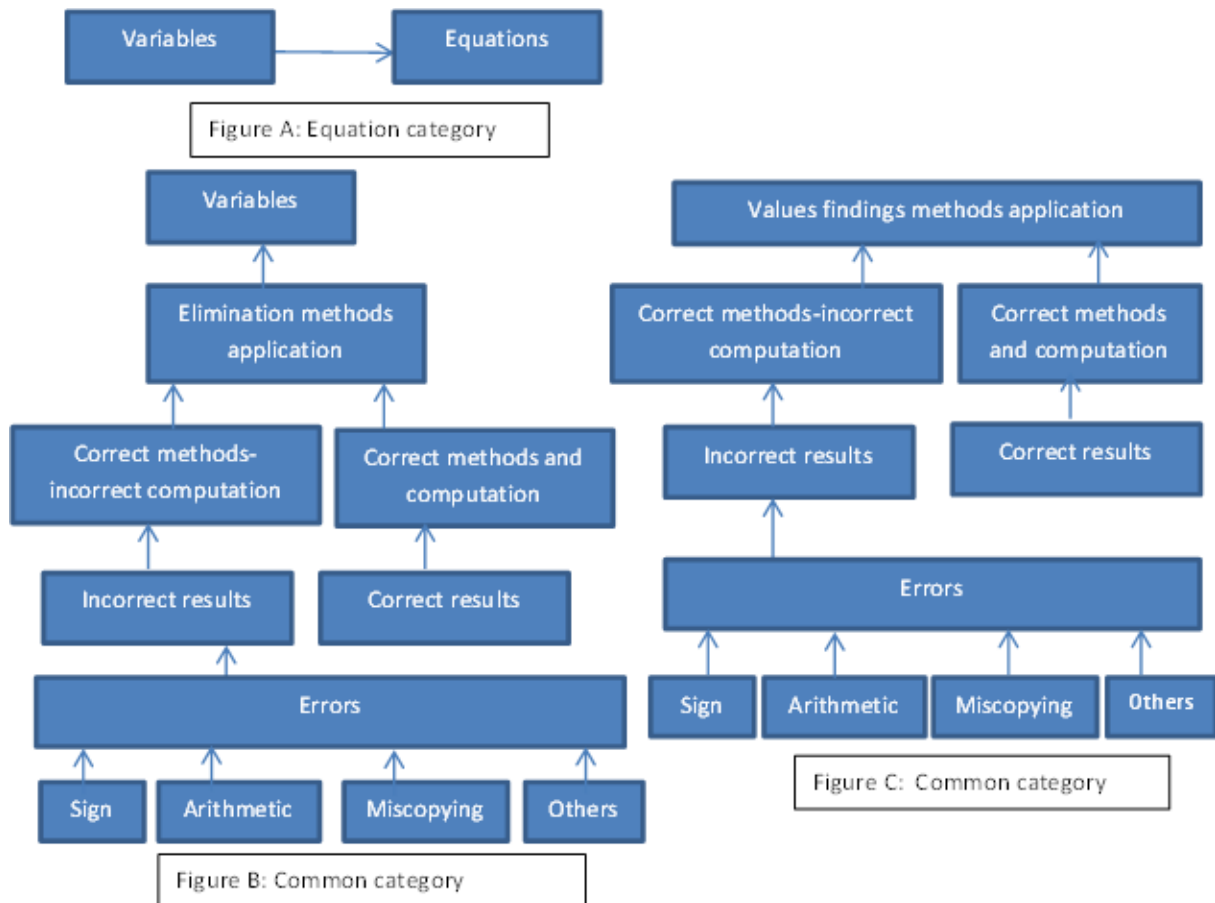 Variables
Equations
Figure A: Equation category
Variables
Elimination methods
application
Correct methods-
incorrect computation
Correct methods and
computation
Incorrect results
Correct results
Errors
Sign
Arithmetic
Miscopying
Others
Figure B: Common category
Values findings methods application
Correct methods-incorrect
computation
Correct methods
and computation
Incorrect results
Correct results
Errors
Sign
Arithmetic
Miscopying
Others
Figure C: Common category